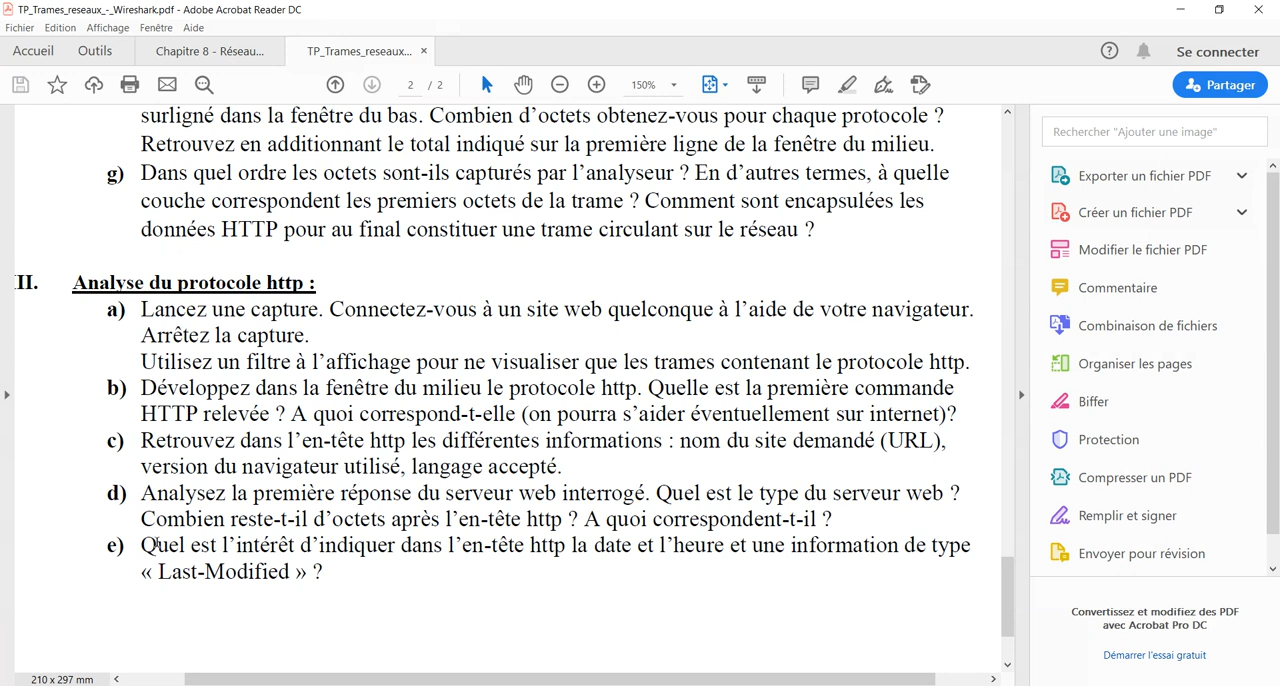 TP_Trames_reseaux_-_Wireshark.pdf - Adobe Acrobat Reader DC
Fichier Edition Affichage Fenêtre Aide
Accueil Outils Chapitre 8 - Réseau... TP_Trames_reseaux... ×
Se connecter
2 / 2 150% Partager
surligné dans la fenêtre du bas. Combien d’octets obtenez-vous pour chaque protocole ?
Retrouvez en additionnant le total indiqué sur la première ligne de la fenêtre du milieu.
g) Dans quel ordre les octets sont-ils capturés par l’analyseur ? En d’autres termes, à quelle
couche correspondent les premiers octets de la trame ? Comment sont encapsulées les
données HTTP pour au final constituer une trame circulant sur le réseau ?
II. Analyse du protocole http :
a) Lancez une capture. Connectez-vous à un site web quelconque à l’aide de votre navigateur.
Arrêtez la capture.
Utilisez un filtre à l’affichage pour ne visualiser que les trames contenant le protocole http.
b) Développez dans la fenêtre du milieu le protocole http. Quelle est la première commande
HTTP relevée ? A quoi correspond-t-elle (on pourra s’aider éventuellement sur internet)?
c) Retrouvez dans l’en-tête http les différentes informations : nom du site demandé (URL),
version du navigateur utilisé, langage accepté.
d) Analysez la première réponse du serveur web interrogé. Quel est le type du serveur web ?
Combien reste-t-il d’octets après l’en-tête http ? A quoi correspondent-t-il ?
e) Quel est l’intérêt d’indiquer dans l’en-tête http la date et l’heure et une information de type
« Last-Modified » ?
210 x 297 mm
Rechercher "Ajouter une image"
Exporter un fichier PDF
Créer un fichier PDF
Modifier le fichier PDF
Commentaire
Combinaison de fichiers
Organiser les pages
Biffer
Protection
Compresser un PDF
Remplir et signer
Envoyer pour révision
Convertissez et modifiez des PDF
avec Acrobat Pro DC
Démarrer l'essai gratuit